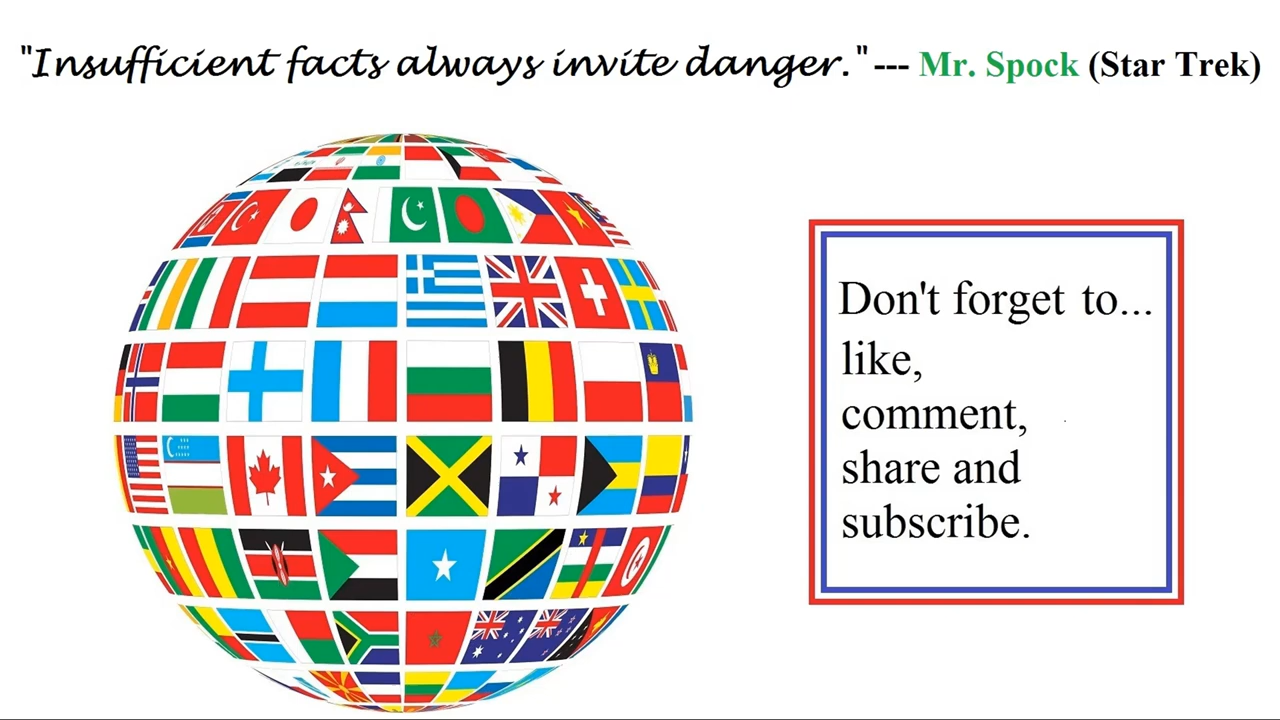 "Insufficient facts always invite danger." --- Mr. Spock (Star Trek)
Don't forget to...
like,
comment,
share and
subscribe.